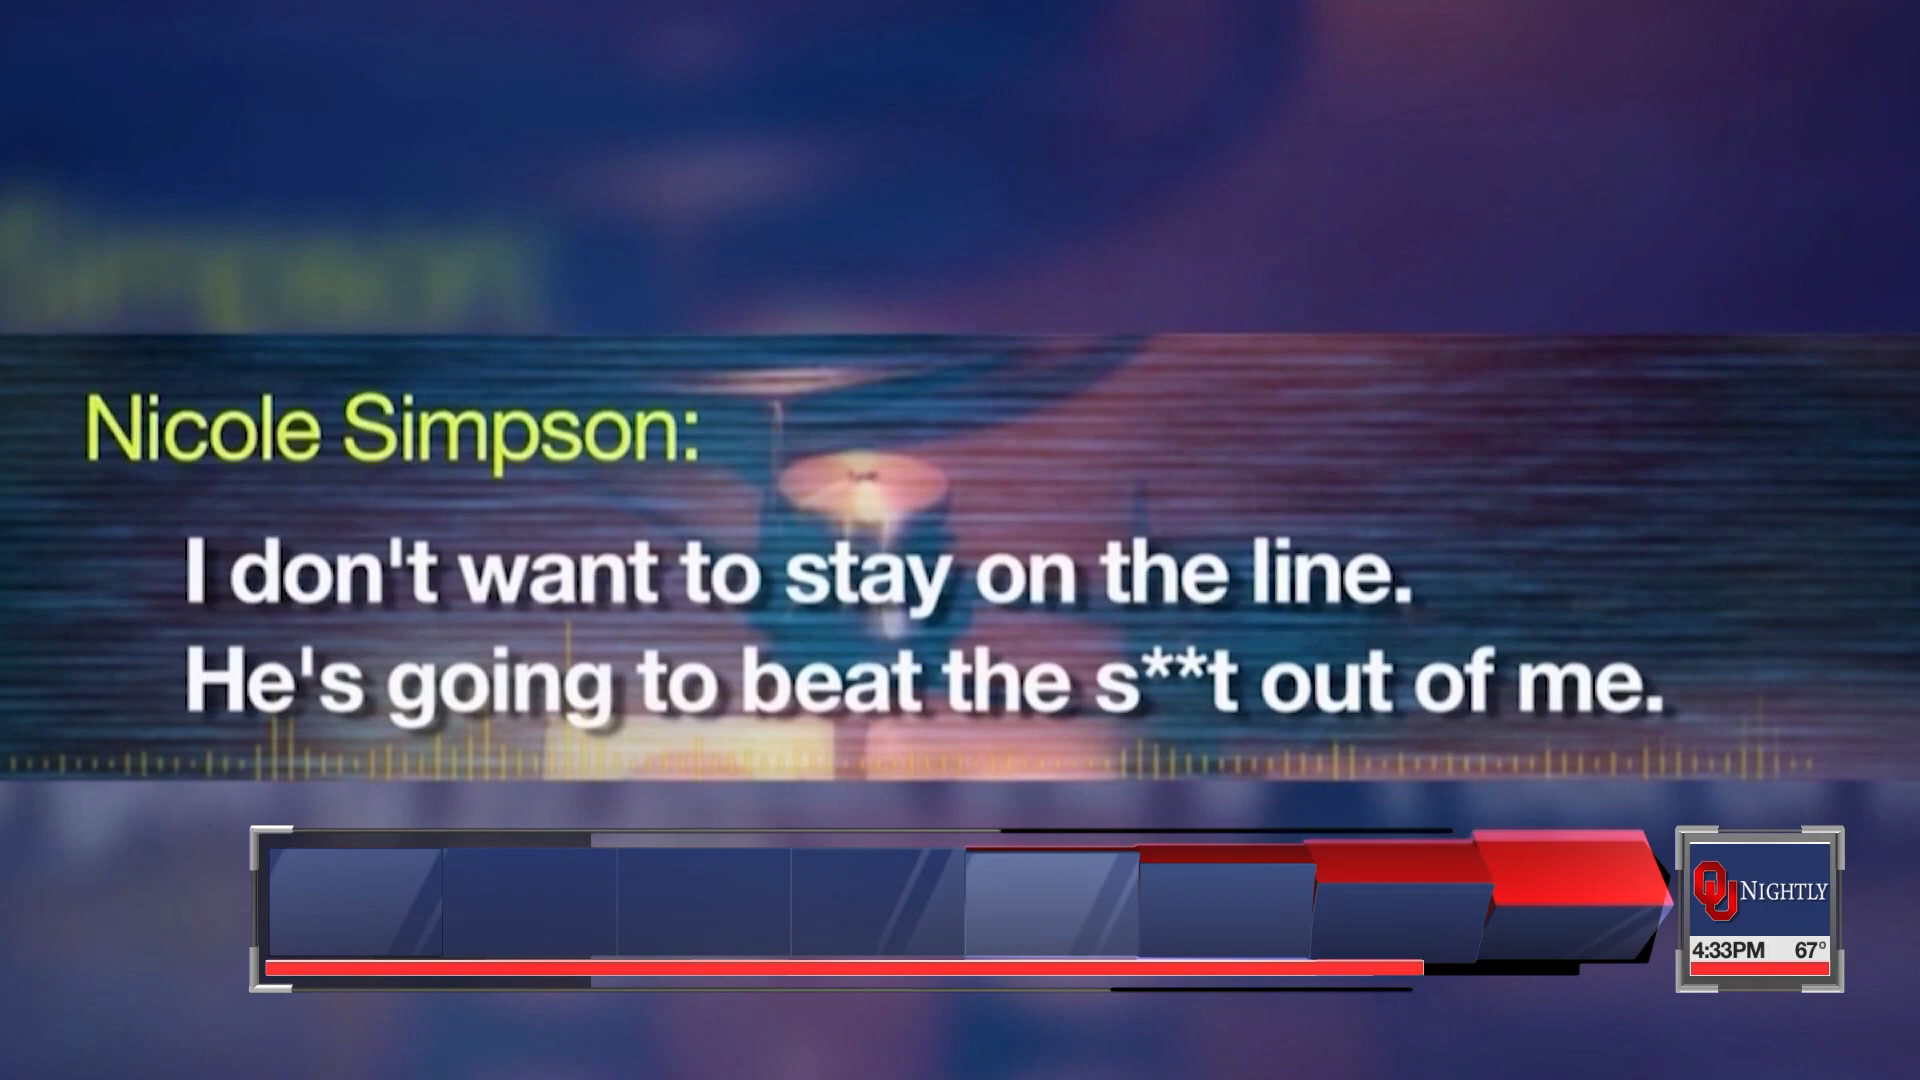 Nicole Simpson:
I don't want to stay on the line.
He's going to beat the s**t out of me.
OU NIGHTLY
4:33PM 67°